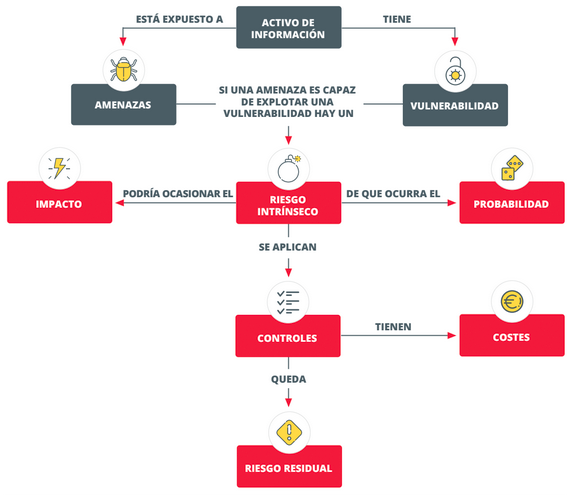 ESTÁ EXPUESTO A
ACTIVO DE
INFORMACIÓN
TIENE
AMENAZAS
SI UNA AMENAZA ES CAPAZ
DE EXPLOTAR UNA
VULNERABILIDAD HAY UN
VULNERABILIDAD
IMPACTO
PODRÍA OCASIONAR EL
RIESGO
INTRÍNSECO
DE QUE OCURRA EL
PROBABILIDAD
SE APLICAN
CONTROLES
TIENEN
COSTES
QUEDA
RIESGO RESIDUAL